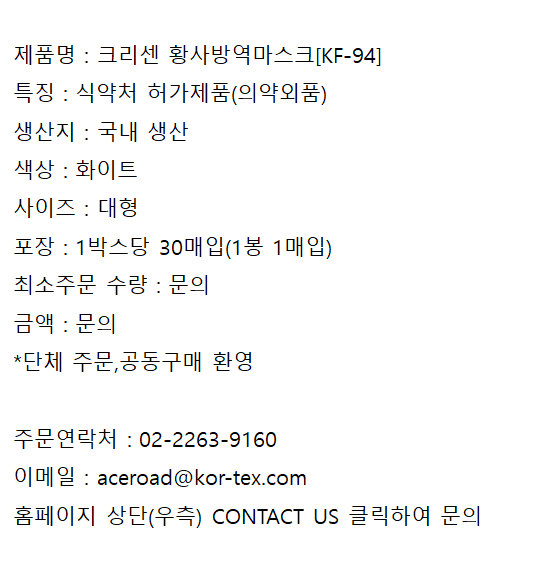 제품명 : 크리센 황사방역마스크[KF-94]
특징 : 식약처 허가제품(의약외품)
생산지 : 국내 생산
색상 : 화이트
사이즈 : 대형
포장 : 1박스당 30매입(1봉 1매입)
최소주문 수량 : 문의
금액 : 문의
*단체 주문,공동구매 환영
주문연락처 : 02-2263-9160
이메일 : aceroad@kor-tex.com
홈페이지 상단(우측) CONTACT US 클릭하여 문의